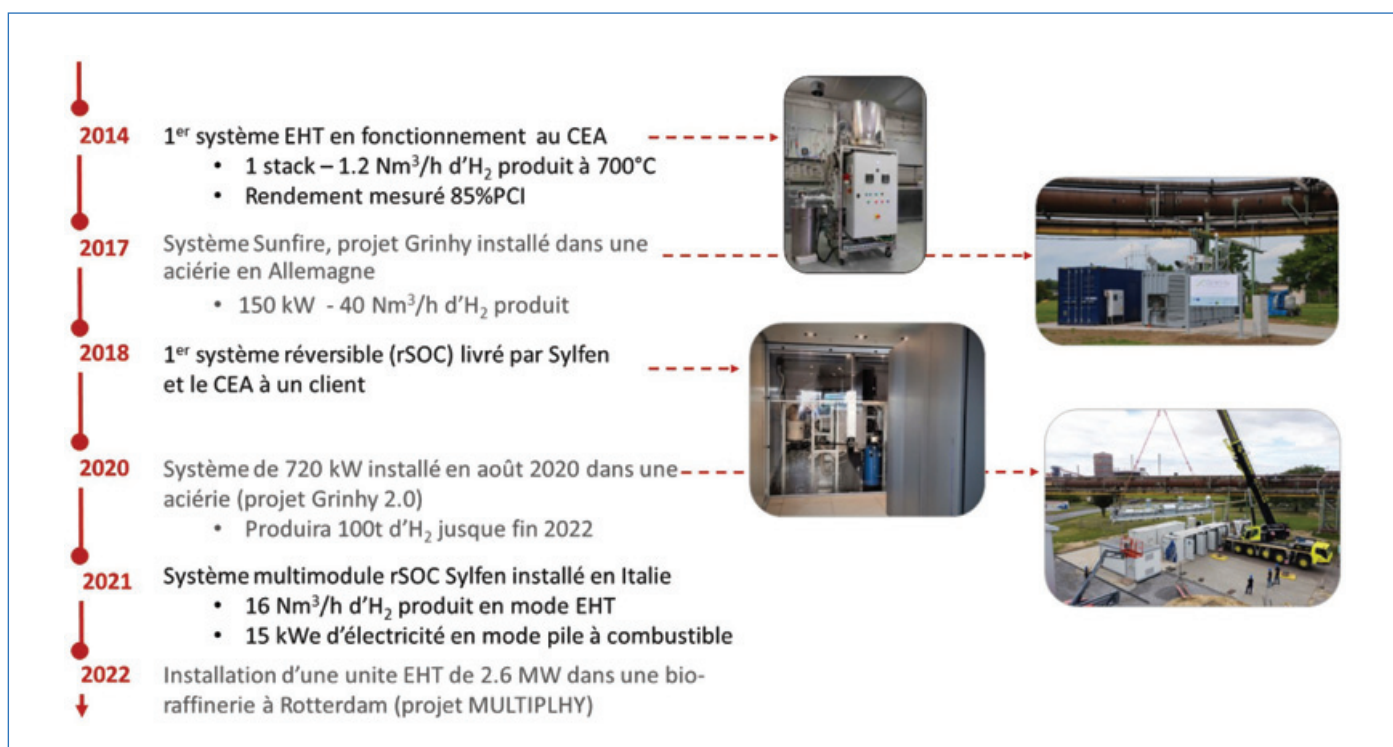 2014
1er système EHT en fonctionnement au CEA
• 1 stack – 1.2 Nm³/h d’H₂ produit à 700°C
• Rendement mesuré 85%PCI
2017
Système Sunfire, projet Grinhy installé dans une
aciérie en Allemagne
• 150 kW - 40 Nm³/h d’H₂ produit
2018
1er système réversible (rSOC) livré par Sylfen
et le CEA à un client
2020
Système de 720 kW installé en août 2020 dans une
aciérie (projet Grinhy 2.0)
• Produira 100t d’H₂ jusque fin 2022
2021
Système multimodule rSOC Sylfen installé en Italie
• 16 Nm³/h d’H₂ produit en mode EHT
• 15 kWe d’électricité en mode pile à combustible
2022
Installation d’une unite EHT de 2.6 MW dans une bio-
raffinerie à Rotterdam (projet MULTIPLHY)